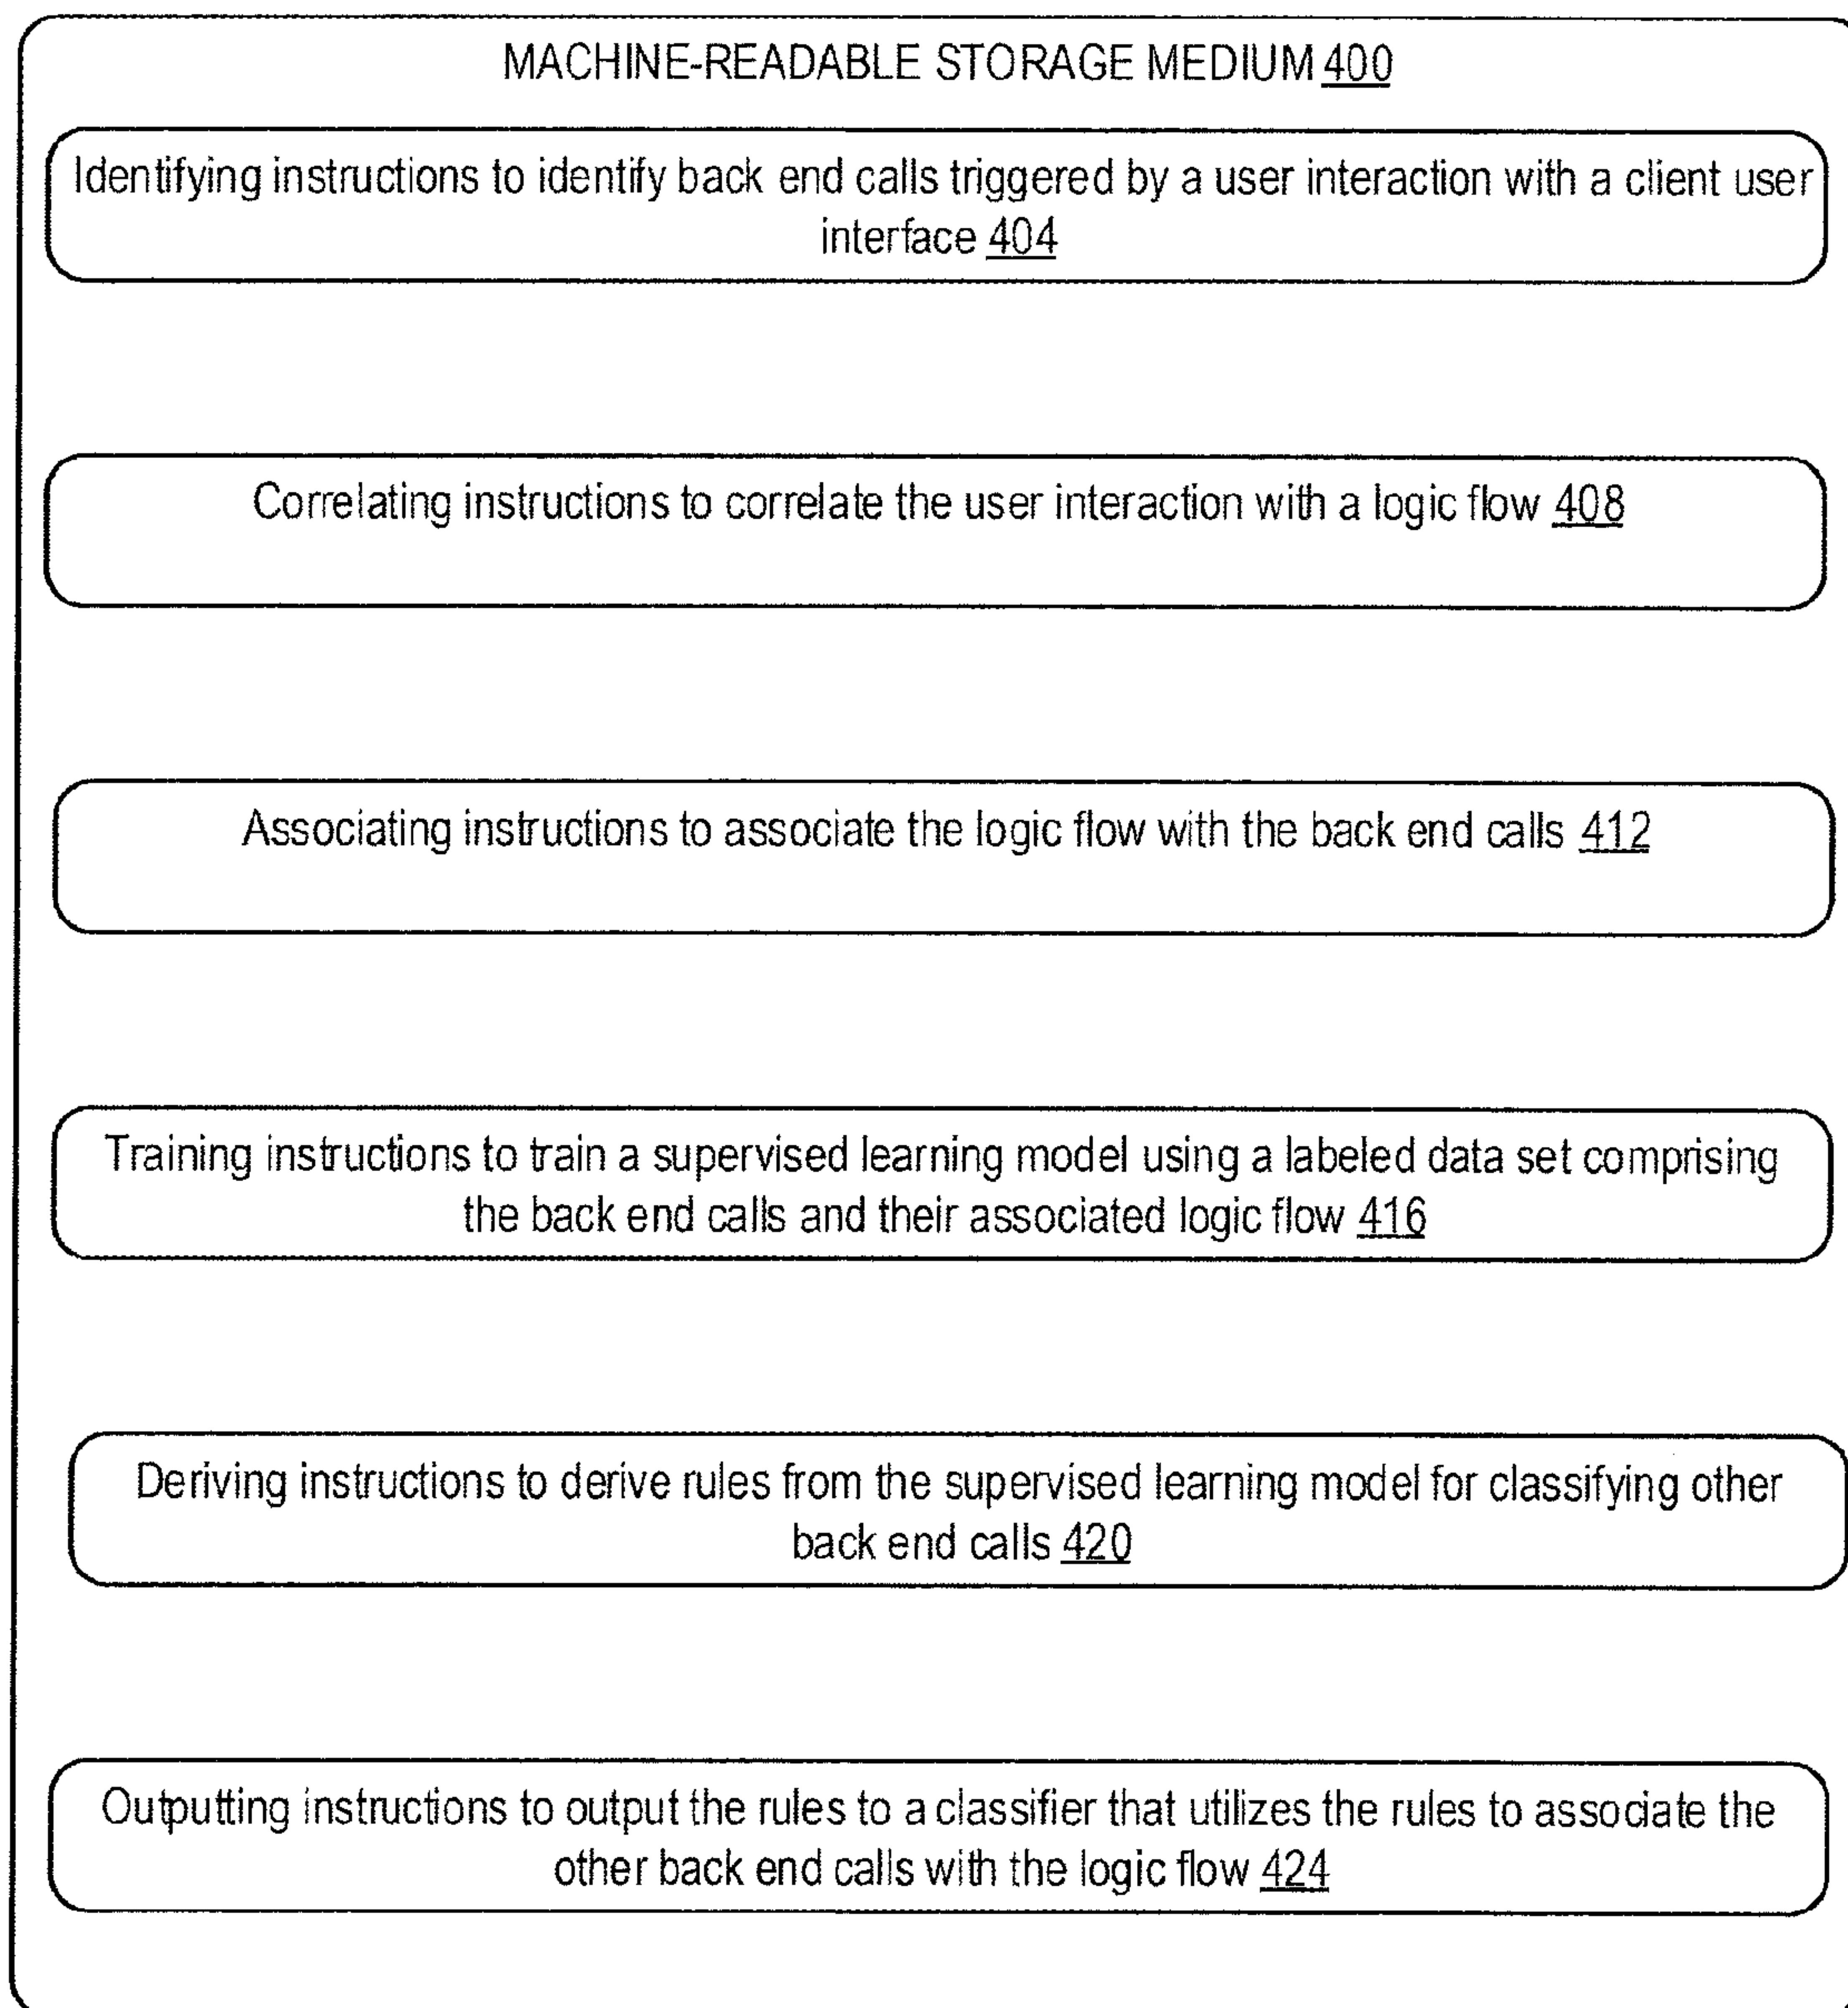 MACHINE-READABLE STORAGE MEDIUM 400
Identifying instructions to identify back end calls triggered by a user interaction with a client user
interface 404
Correlating instructions to correlate the user interaction with a logic flow 408
Associating instructions to associate the logic flow with the back end calls 412
Training instructions to train a supervised learning model using a labeled data set comprising
the back end calls and their associated logic flow 416
Deriving instructions to derive rules from the supervised learning model for classifying other
back end calls 420
Outputting instructions to output the rules to a classifier that utilizes the rules to associate the
other back end calls with the logic flow 424